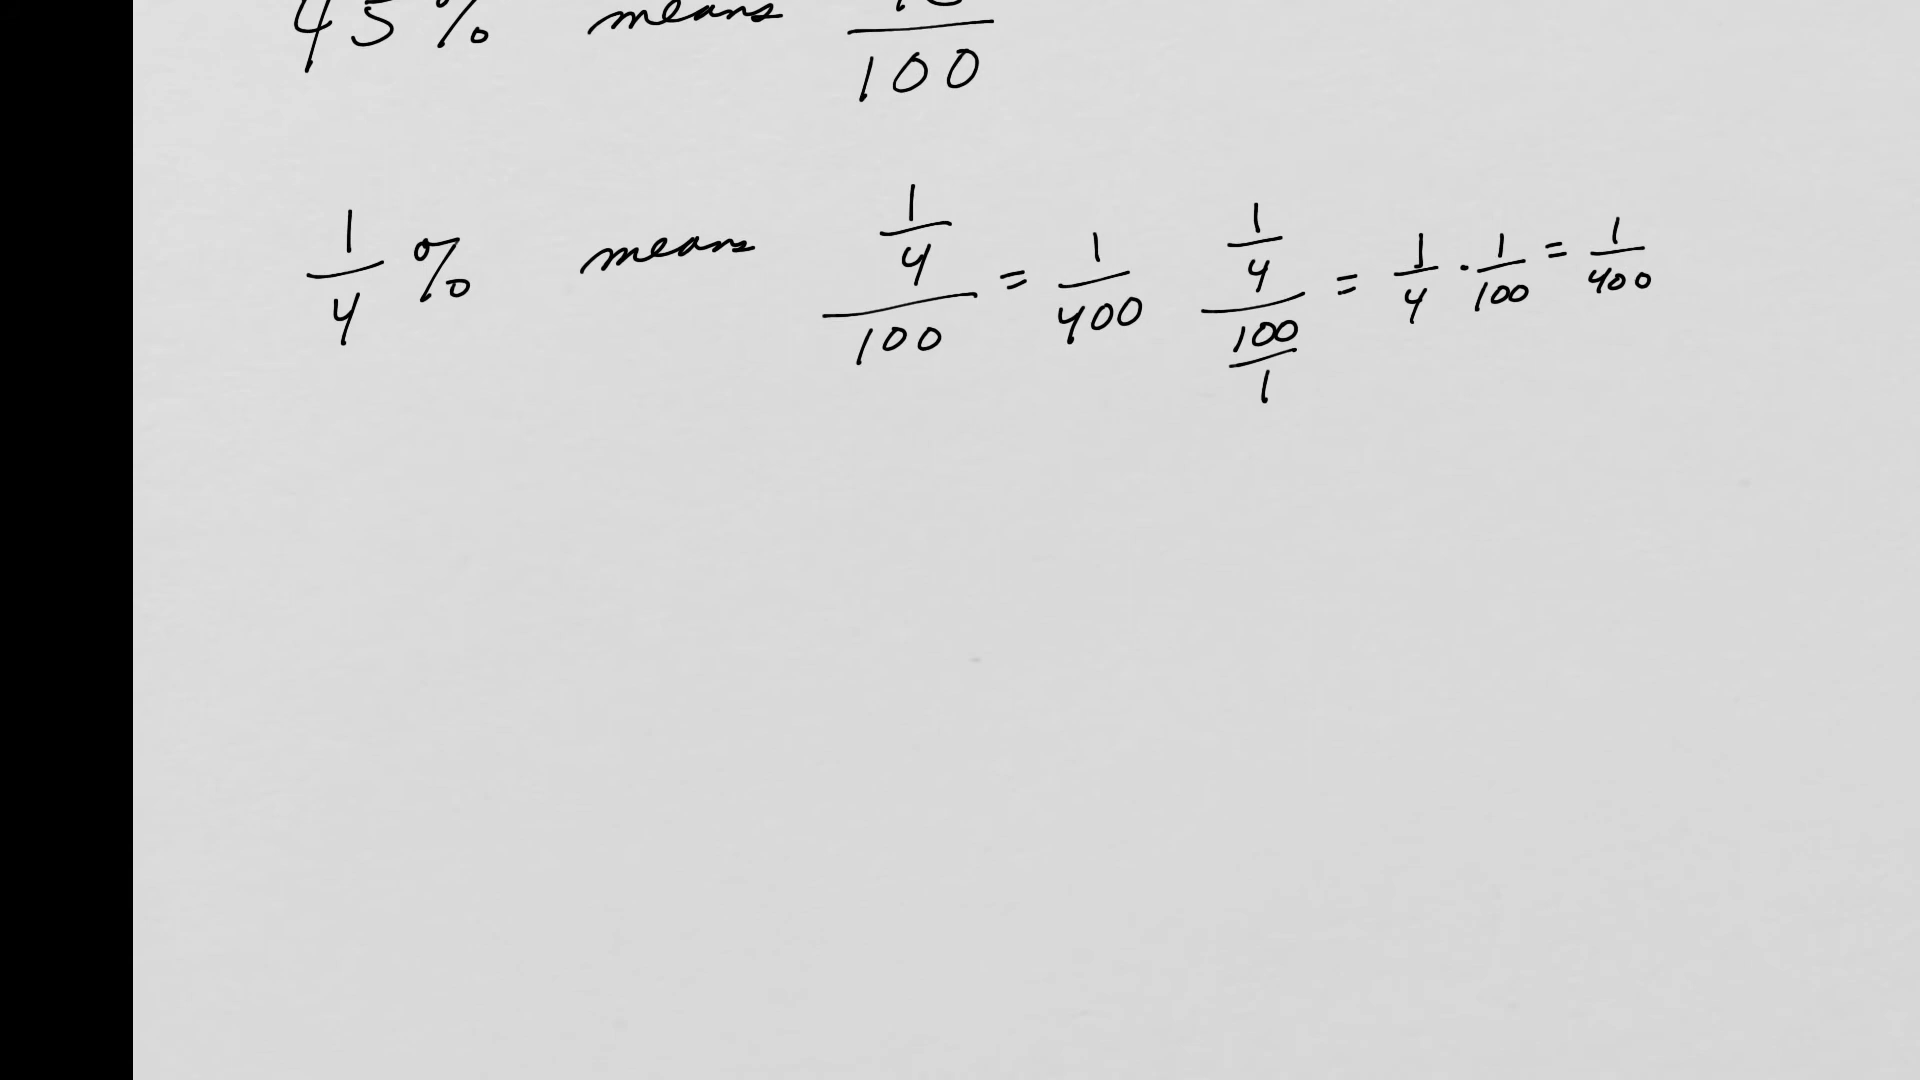 45% means /100
1/4 % means (1/4)/100 = 1/400 (1/4)/(100/1) = 1/4 · 1/100 = 1/400